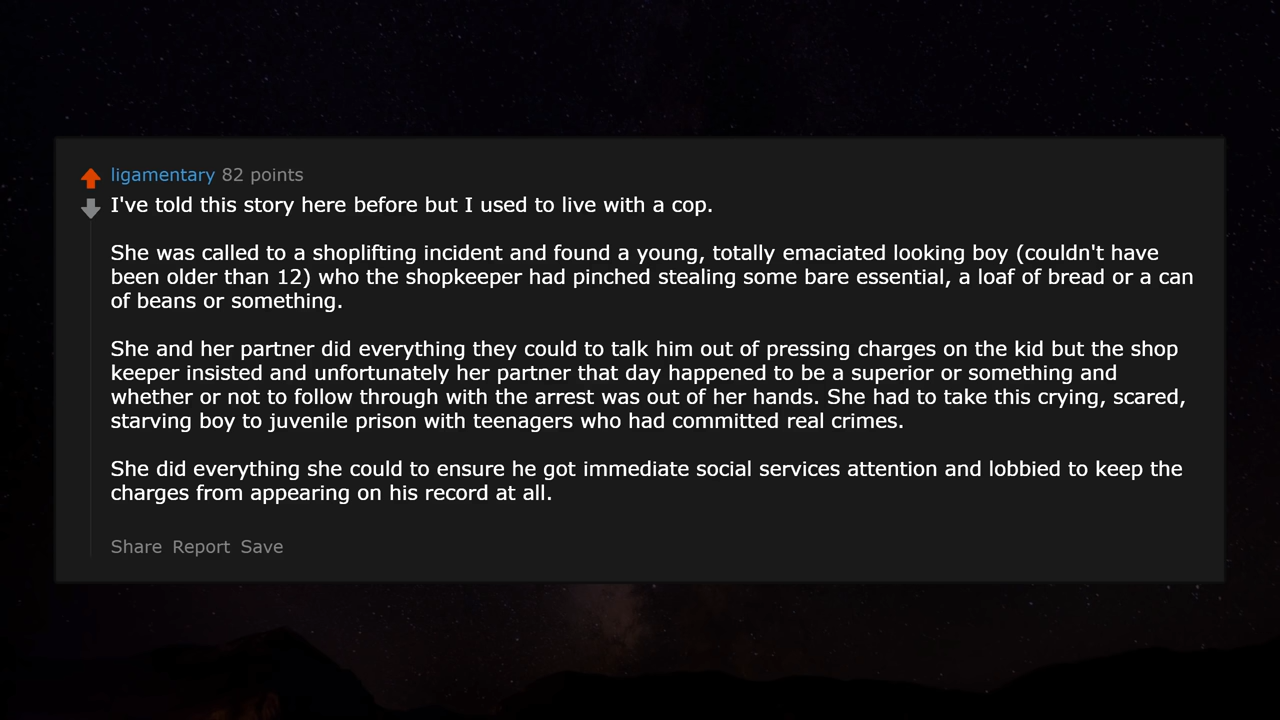 ligamentary 82 points
I've told this story here before but I used to live with a cop.
She was called to a shoplifting incident and found a young, totally emaciated looking boy (couldn't have
been older than 12) who the shopkeeper had pinched stealing some bare essential, a loaf of bread or a can
of beans or something.
She and her partner did everything they could to talk him out of pressing charges on the kid but the shop
keeper insisted and unfortunately her partner that day happened to be a superior or something and
whether or not to follow through with the arrest was out of her hands. She had to take this crying, scared,
starving boy to juvenile prison with teenagers who had committed real crimes.
She did everything she could to ensure he got immediate social services attention and lobbied to keep the
charges from appearing on his record at all.
Share Report Save